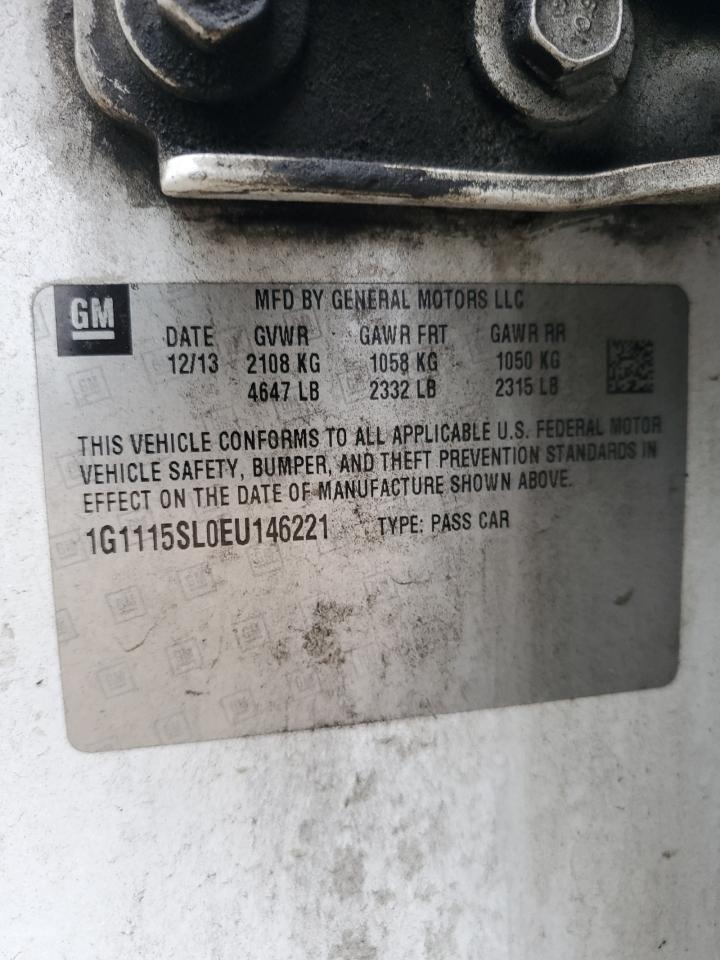 GM
MFD BY GENERAL MOTORS LLC
DATE GVWR GAWR FRT GAWR RR
12/13 2108 KG 1058 KG 1050 KG
4647 LB 2332 LB 2315 LB
THIS VEHICLE CONFORMS TO ALL APPLICABLE U.S. FEDERAL MOTOR
VEHICLE SAFETY, BUMPER, AND THEFT PREVENTION STANDARDS IN
EFFECT ON THE DATE OF MANUFACTURE SHOWN ABOVE.
1G1115SL0EU146221 TYPE: PASS CAR